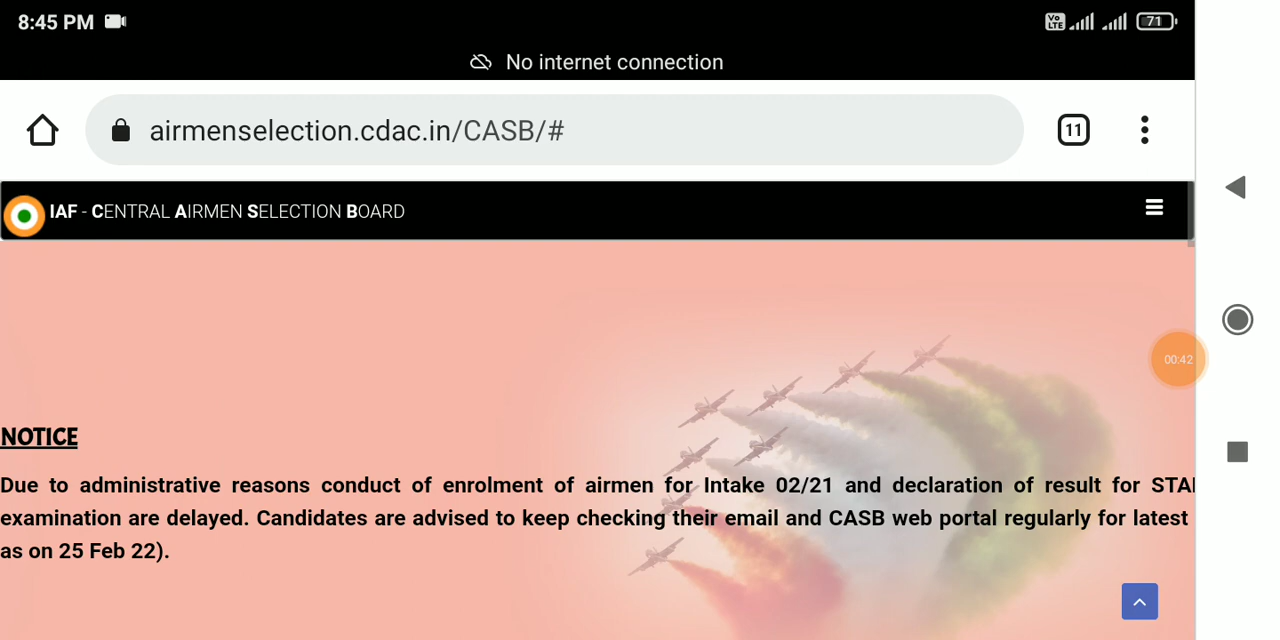 8:45 PM
Vo LTE
71
No internet connection
airmenselection.cdac.in/CASB/#
11
IAF - CENTRAL AIRMEN SELECTION BOARD
00:42
NOTICE
Due to administrative reasons conduct of enrolment of airmen for Intake 02/21 and declaration of result for
examination are delayed. Candidates are advised to keep checking their email and CASB web portal regularly for latest
as on 25 Feb 22).